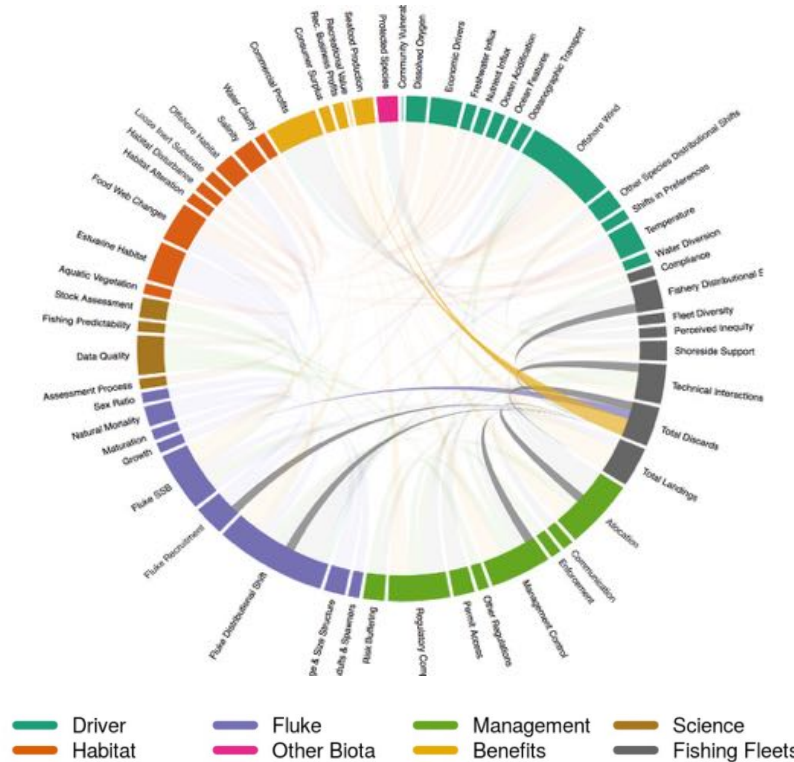 Community Vulnerab
Dissolved Oxygen
Economic Drivers
Freshwater Influx
Nutrient Influx
Ocean Acidification
Ocean Features
Oceanographic Transport
Offshore Wind
Other Species Distributional Shifts
Shifts in Preferences
Temperature
Water Diversion
Compliance
Fishery Distributional S
Fleet Diversity
Perceived Inequity
Shoreside Support
Technical Interactions
Total Discards
Total Landings
Allocation
Communication
Enforcement
Management Control
Other Regulations
Permit Access
Regulatory Comp
Risk Buffering
dults & Spawners
ge & Size Structure
Fluke Distributional Shift
Fluke Recruitment
Fluke SSB
Growth
Maturation
Natural Mortality
Sex Ratio
Assessment Process
Data Quality
Fishing Predictability
Stock Assessment
Aquatic Vegetation
Estuarine Habitat
Food Web Changes
Habitat Alteration
Habitat Disturbance
Loose Inert Substrate
Offshore Habitat
Salinity
Water Clarity
Commercial Profits
Consumer Surplus
Rec. Business Profits
Recreational Value
Seafood Production
Protected Species
Driver
Fluke
Management
Science
Habitat
Other Biota
Benefits
Fishing Fleets